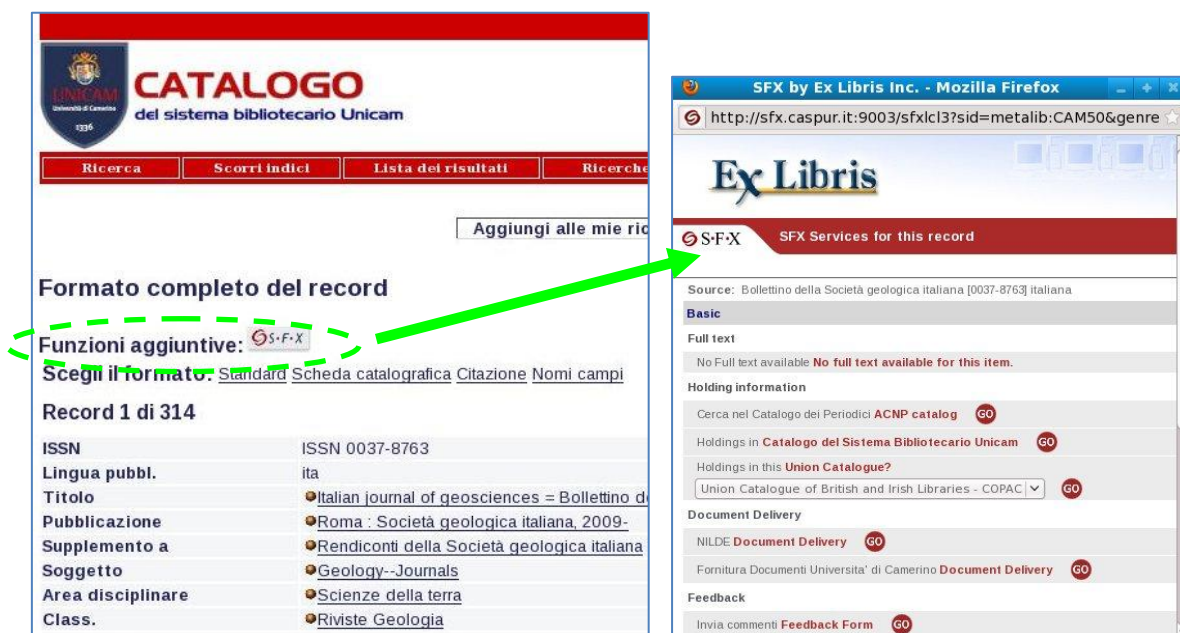 UNICAM
Università di Camerino
1336
CATALOGO
del sistema bibliotecario Unicam
Ricerca Scorri indici Lista dei risultati Ricerche
Aggiungi alle mie ric
Formato completo del record
Funzioni aggiuntive: S·F·X
Scegli il formato: Standard Scheda catalografica Citazione Nomi campi
Record 1 di 314
ISSN ISSN 0037-8763
Lingua pubbl. ita
Titolo Italian journal of geosciences = Bollettino d
Pubblicazione Roma : Società geologica italiana, 2009-
Supplemento a Rendiconti della Società geologica italiana
Soggetto Geology--Journals
Area disciplinare Scienze della terra
Class. Riviste Geologia
SFX by Ex Libris Inc. - Mozilla Firefox
http://sfx.caspur.it:9003/sfxlcl3?sid=metalib:CAM50&genre
Ex Libris
S·F·X SFX Services for this record
Source: Bollettino della Società geologica italiana [0037-8763] italiana
Basic
Full text
No Full text available No full text available for this item.
Holding information
Cerca nel Catalogo dei Periodici ACNP catalog GO
Holdings in Catalogo del Sistema Bibliotecario Unicam GO
Holdings in this Union Catalogue?
Union Catalogue of British and Irish Libraries - COPAC GO
Document Delivery
NILDE Document Delivery GO
Fornitura Documenti Universita' di Camerino Document Delivery GO
Feedback
Invia commenti Feedback Form GO